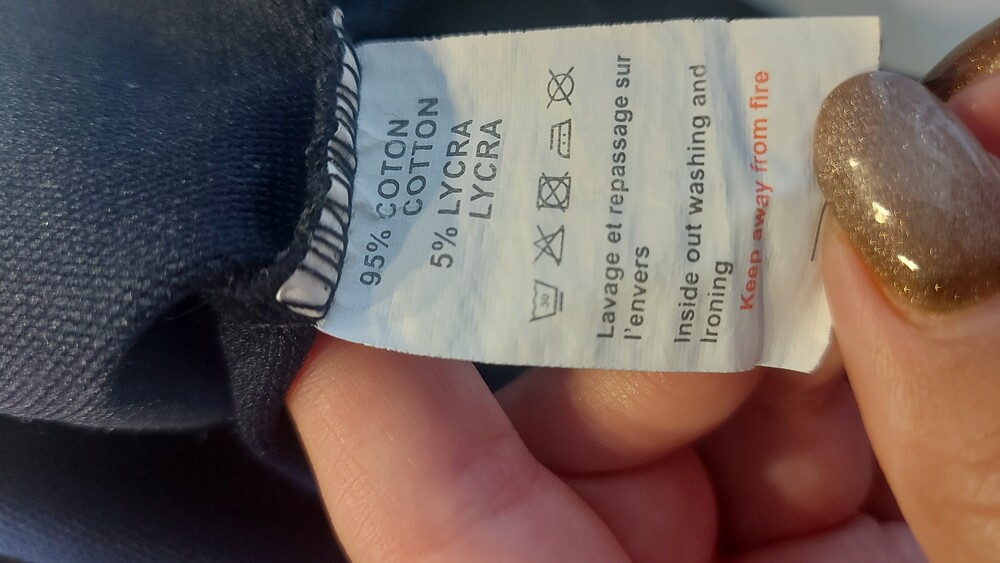 95% COTON
COTTON
5% LYCRA
LYCRA
30
Lavage et repassage sur
l'envers
Inside out washing and
Ironing
Keep away from fire